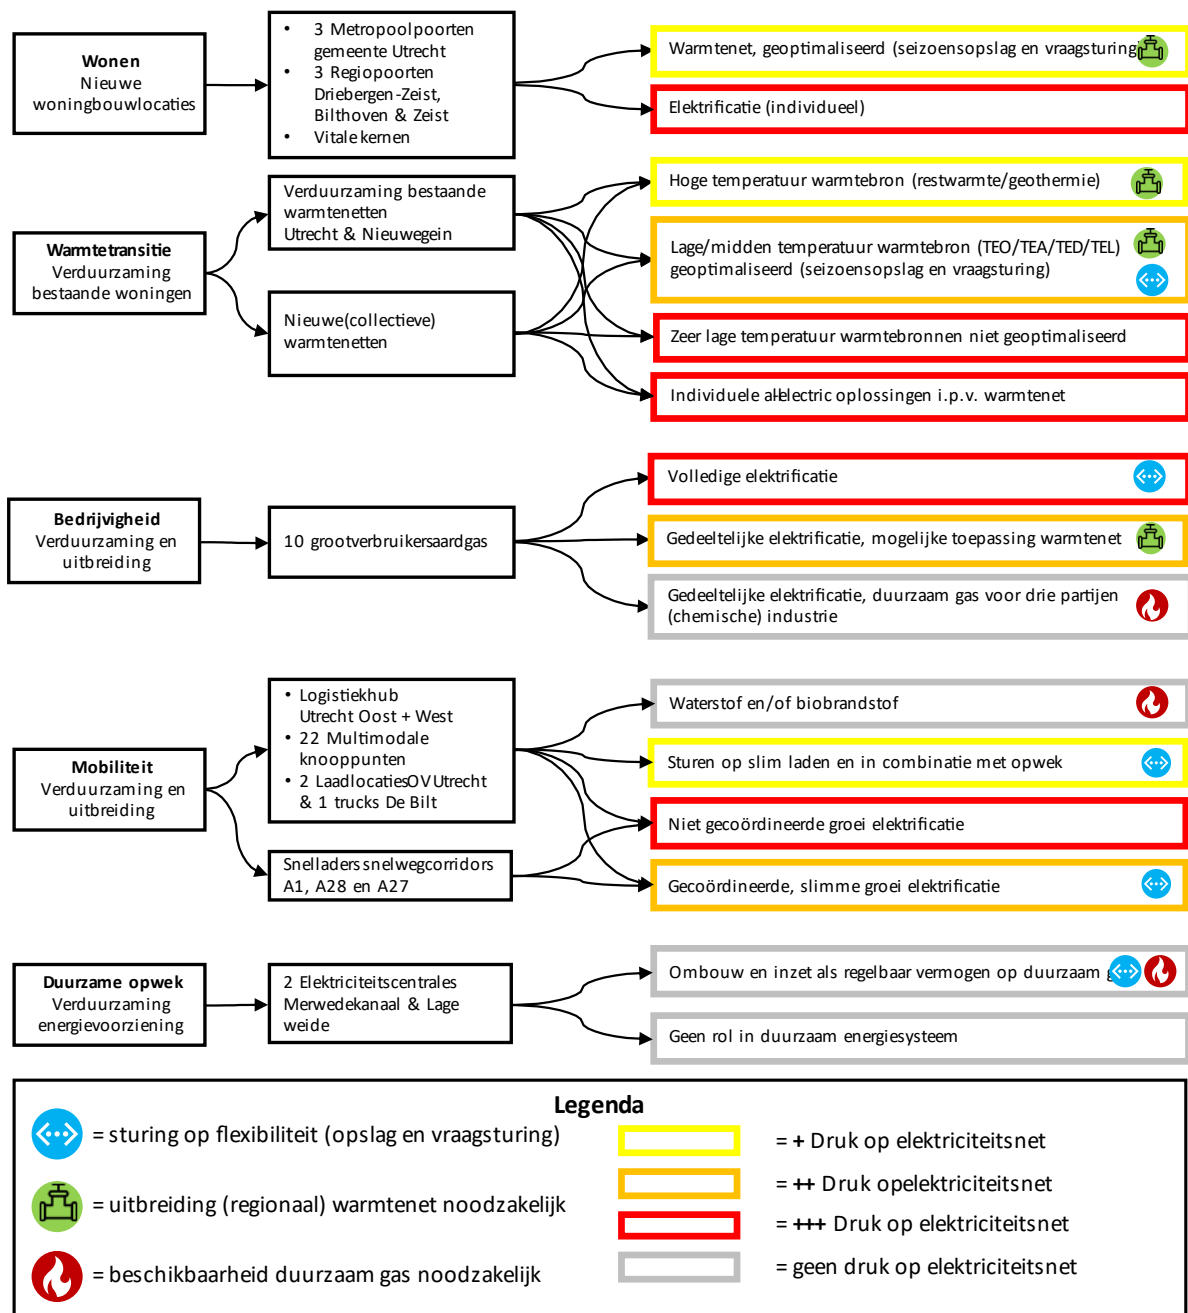 Wonen
Nieuwe
woningbouwlocaties
• 3 Metropoolpoorten
gemeente Utrecht
• 3 Regiopoorten
Driebergen-Zeist,
Bilthoven & Zeist
• Vitale kernen
Warmtenet, geoptimaliseerd (seizoensopslag en vraagsturing)
Elektrificatie (individueel)
Warmtetransitie
Verduurzaming
bestaande woningen
Verduurzaming bestaande
warmtenetten
Utrecht & Nieuwegein
Nieuwe(collectieve)
warmtenetten
Hoge temperatuur warmtebron (restwarmte/geothermie)
Lage/midden temperatuur warmtebron (TEO/TEA/TED/TEL)
geoptimaliseerd (seizoensopslag en vraagsturing)
Zeer lage temperatuur warmtebronnen niet geoptimaliseerd
Individuele all-electric oplossingen i.p.v. warmtenet
Bedrijvigheid
Verduurzaming en
uitbreiding
10 grootverbruikersaardgas
Volledige elektrificatie
Gedeeltelijke elektrificatie, mogelijke toepassing warmtenet
Gedeeltelijke elektrificatie, duurzaam gas voor drie partijen
(chemische) industrie
Mobiliteit
Verduurzaming en
uitbreiding
• Logistiekhub
Utrecht Oost + West
• 22 Multimodale
knooppunten
• 2 LaadlocatiesOVUtrecht
& 1 trucks De Bilt
Snelladerssnelwegcorridors
A1, A28 en A27
Waterstof en/of biobrandstof
Sturen op slim laden en in combinatie met opwek
Niet gecoördineerde groei elektrificatie
Gecoördineerde, slimme groei elektrificatie
Duurzame opwek
Verduurzaming
energievoorziening
2 Elektriciteitscentrales
Merwedekanaal & Lage
weide
Ombouw en inzet als regelbaar vermogen op duurzaam
Geen rol in duurzaam energiesysteem
Legenda
= sturing op flexibiliteit (opslag en vraagsturing)
= uitbreiding (regionaal) warmtenet noodzakelijk
= beschikbaarheid duurzaam gas noodzakelijk
= + Druk op elektriciteitsnet
= ++ Druk opelektriciteitsnet
= +++ Druk op elektriciteitsnet
= geen druk op elektriciteitsnet